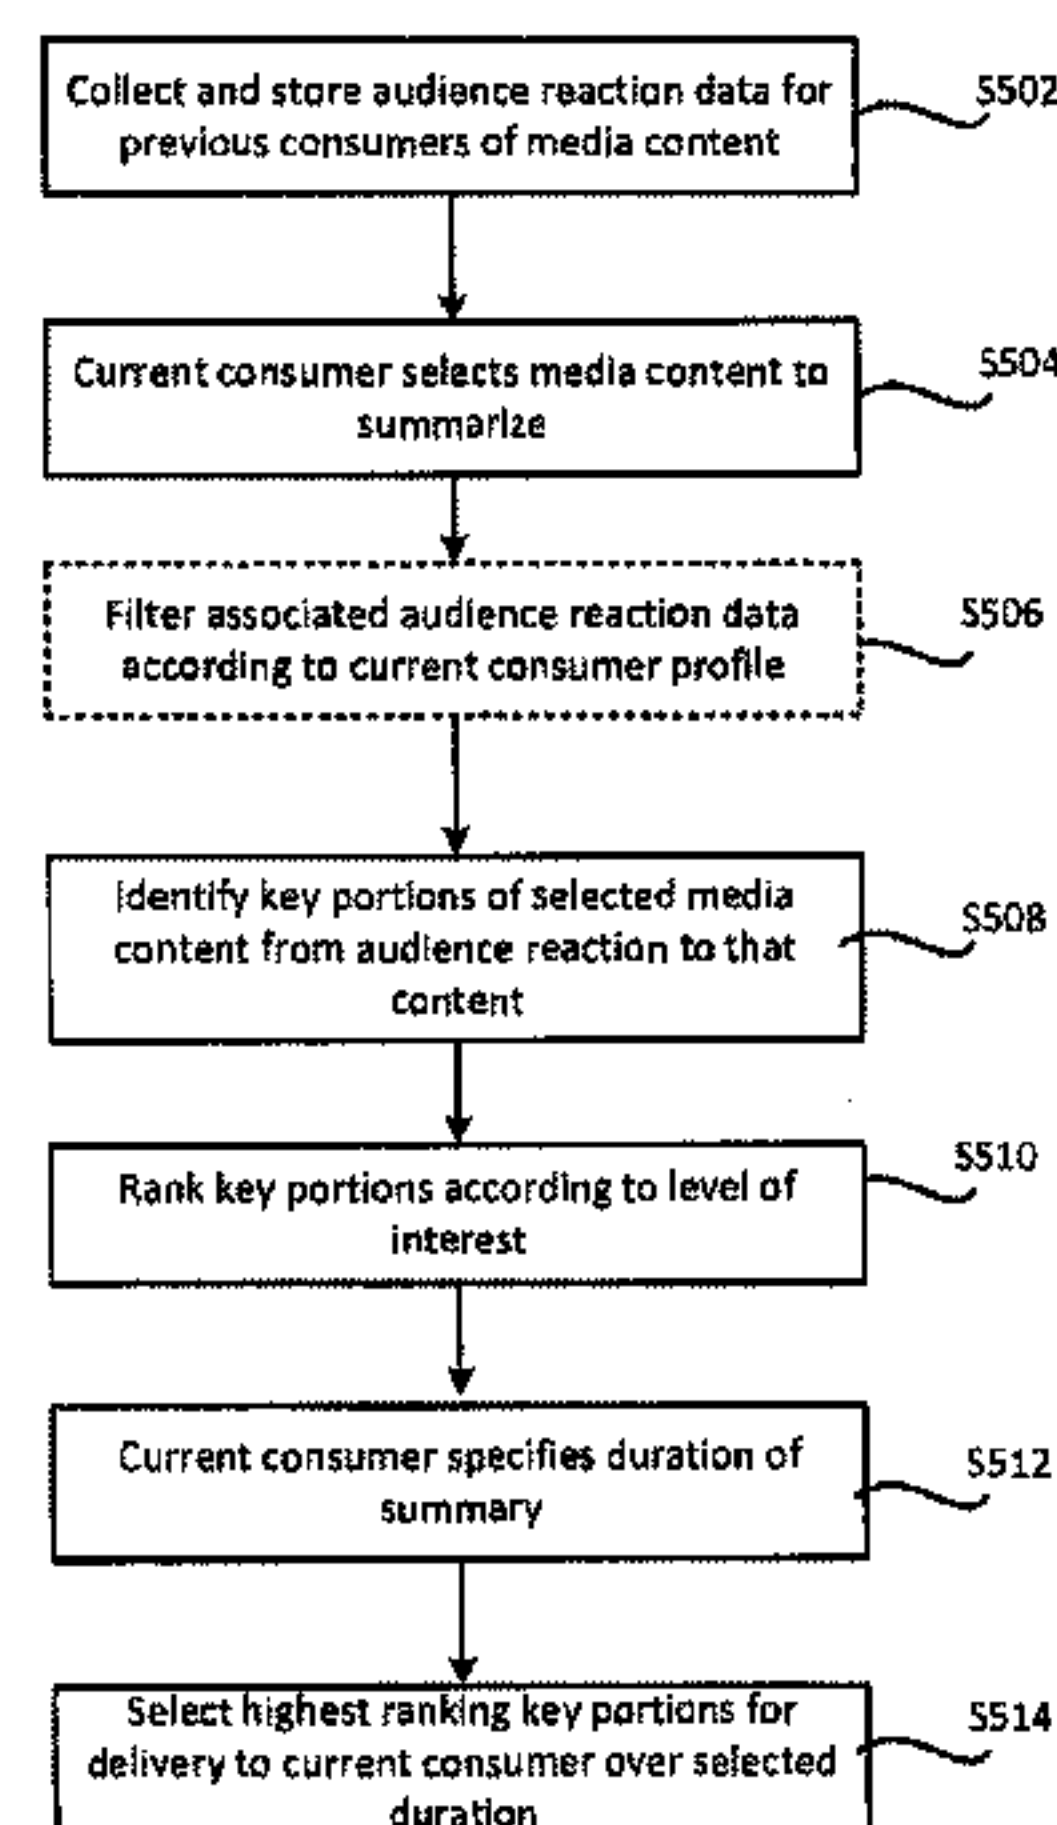 Collect and store audience reaction data for
previous consumers of media content
S502
Current consumer selects media content to
summarize
S504
Filter associated audience reaction data
according to current consumer profile
S506
Identify key portions of selected media
content from audience reaction to that
content
S508
Rank key portions according to level of
interest
S510
Current consumer specifies duration of
summary
S512
Select highest ranking key portions for
delivery to current consumer over selected
duration
S514